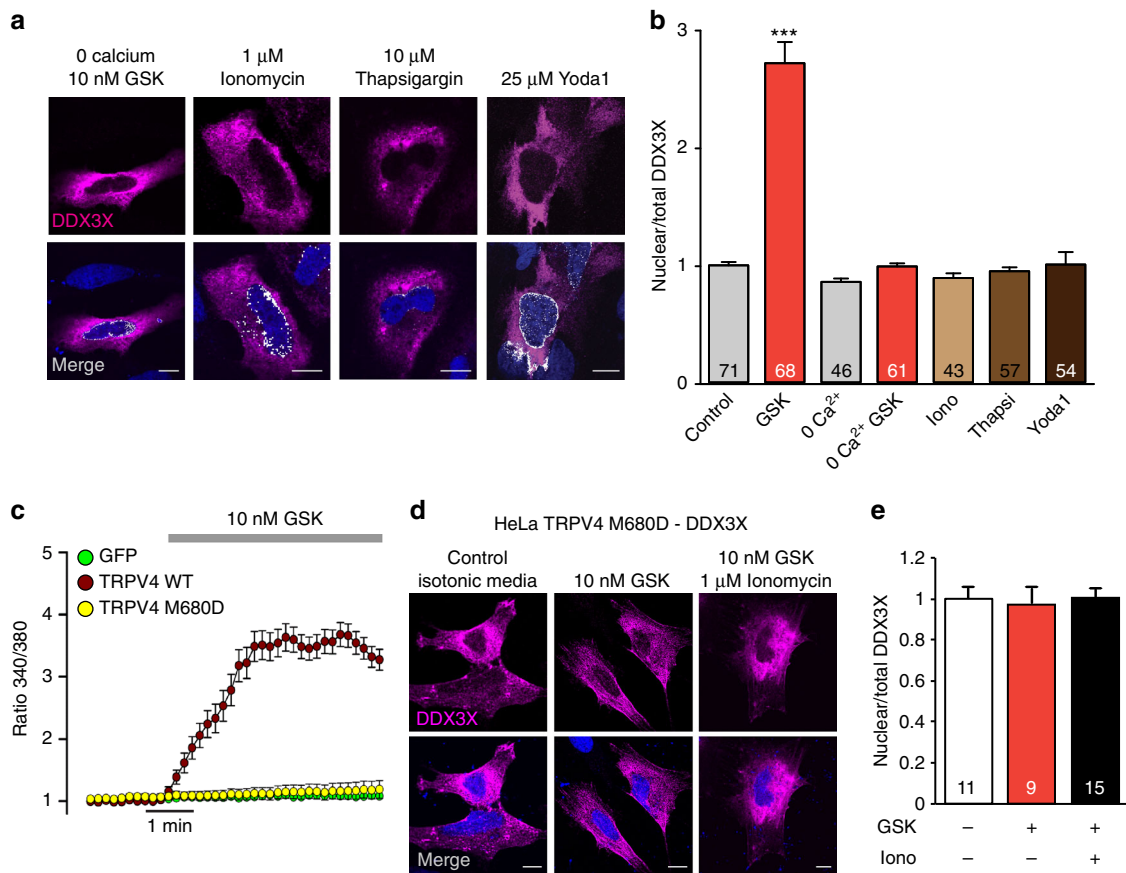 a
0 calcium
10 nM GSK
1 µM
Ionomycin
10 µM
Thapsigargin
25 µM Yoda1
DDX3X
Merge
b
Nuclear/total DDX3X
3
2
1
0
***
71
68
46
61
43
57
54
Control
GSK
0 Ca²⁺
0 Ca²⁺ GSK
Iono
Thapsi
Yoda1
c
10 nM GSK
GFP
TRPV4 WT
TRPV4 M680D
Ratio 340/380
5
4
3
2
1
1 min
d
HeLa TRPV4 M680D - DDX3X
Control
isotonic media
10 nM GSK
10 nM GSK
1 µM Ionomycin
DDX3X
Merge
e
Nuclear/total DDX3X
1.2
1
0.8
0.6
0.4
0.2
0
11
9
15
GSK – + +
Iono – – +